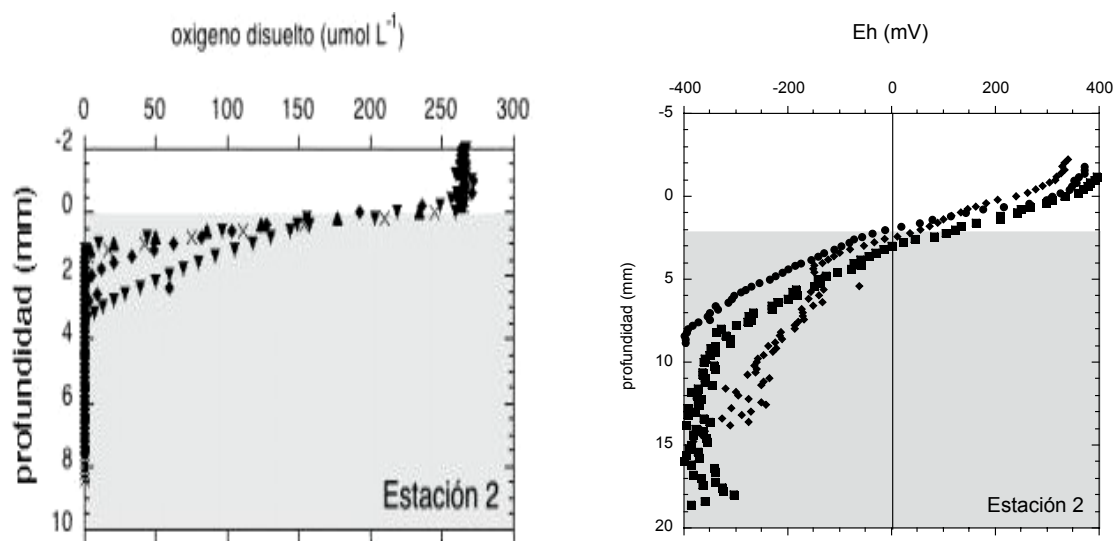 oxigeno disuelto (umol L⁻¹)
0 50 100 150 200 250 300
-2
0
2
4
6
8
10
profundidad (mm)
Estación 2
Eh (mV)
-400 -200 0 200 400
-5
0
5
10
15
20
profundidad (mm)
Estación 2